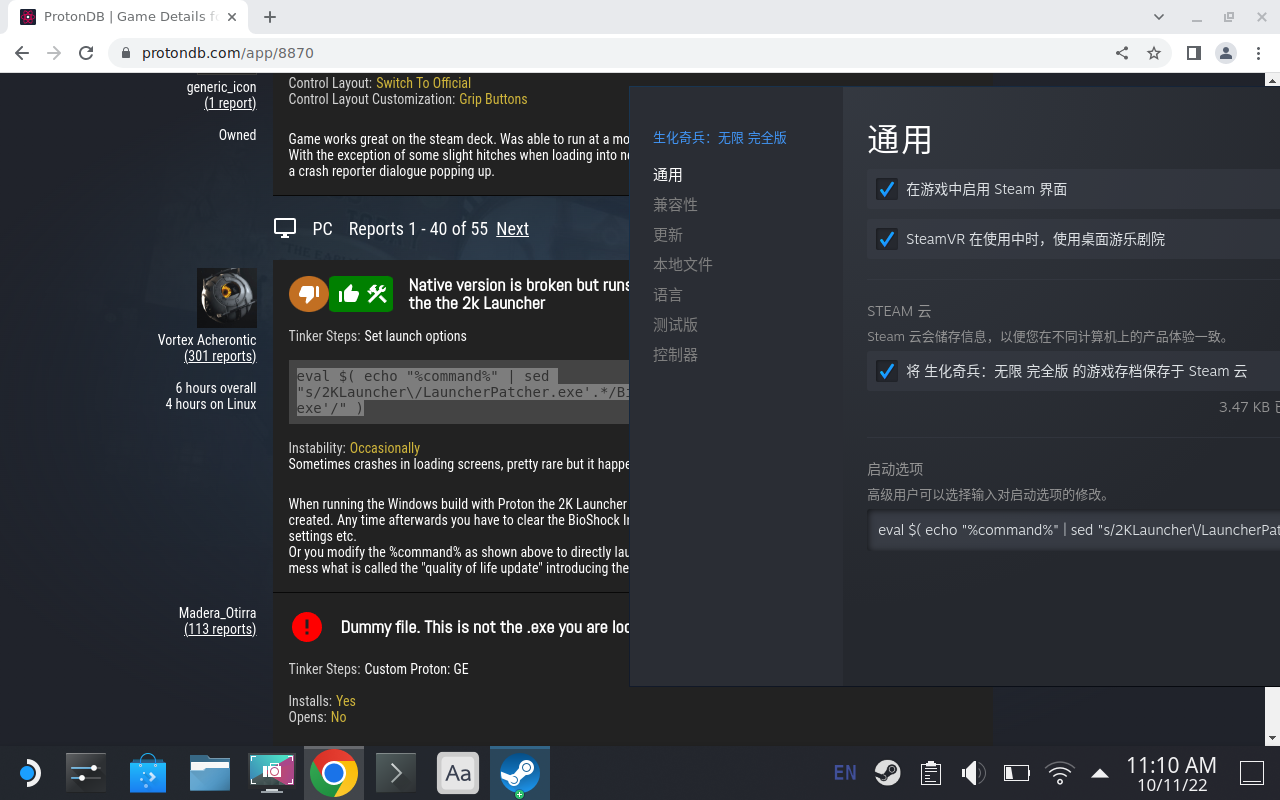 ProtonDB | Game Details fo
protondb.com/app/8870
generic_icon
(1 report)
Owned
Control Layout: Switch To Official
Control Layout Customization: Grip Buttons
Game works great on the steam deck. Was able to run at a mo
With the exception of some slight hitches when loading into ne
a crash reporter dialogue popping up.
PC Reports 1 - 40 of 55 Next
Vortex Acherontic
(301 reports)
6 hours overall
4 hours on Linux
Native version is broken but runs
the the 2k Launcher
Tinker Steps: Set launch options
eval $( echo "%command%" | sed
"s/2KLauncher\/LauncherPatcher.exe'.*/Bi
exe'/" )
Instability: Occasionally
Sometimes crashes in loading screens, pretty rare but it happe
When running the Windows build with Proton the 2K Launcher
created. Any time afterwards you have to clear the BioShock In
settings etc.
Or you modify the %command% as shown above to directly lau
mess what is called the "quality of life update" introducing the
Madera_Otirra
(113 reports)
Dummy file. This is not the .exe you are loo
Tinker Steps: Custom Proton: GE
Installs: Yes
Opens: No
生化奇兵：无限 完全版
通用
兼容性
更新
本地文件
语言
测试版
控制器
通用
在游戏中启用 Steam 界面
SteamVR 在使用中时，使用桌面游乐剧院
STEAM 云
Steam 云会储存信息，以便您在不同计算机上的产品体验一致。
将 生化奇兵：无限 完全版 的游戏存档保存于 Steam 云
3.47 KB 已
启动选项
高级用户可以选择输入对启动选项的修改。
eval $( echo "%command%" | sed "s/2KLauncher\/LauncherPatc
Aa
EN
11:10 AM
10/11/22